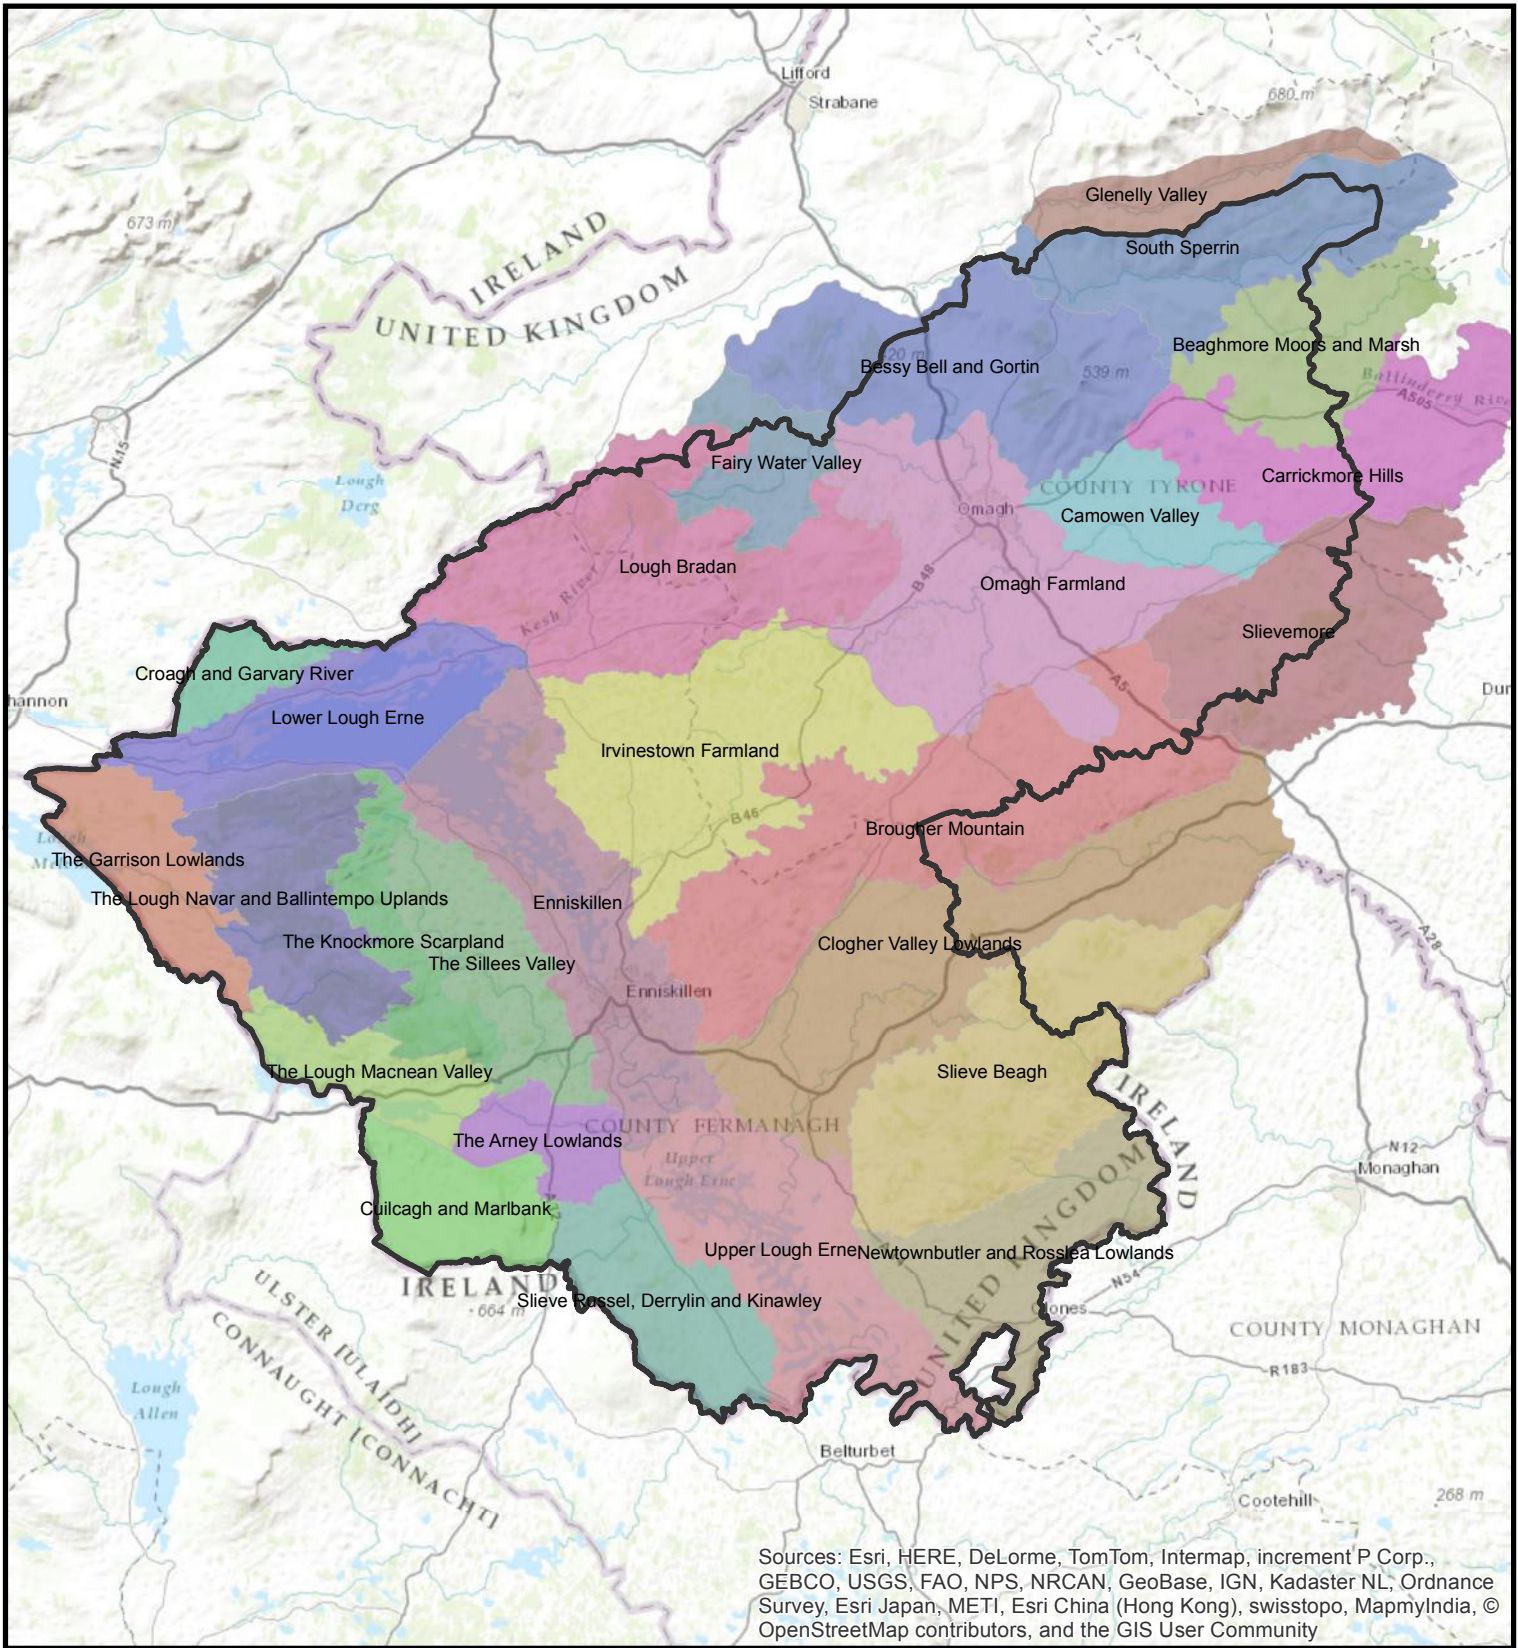 Lifford
Strabane
680 m
Glenelly Valley
673 m
IRELAND
UNITED KINGDOM
South Sperrin
Beaghmore Moors and Marsh
Bessy Bell and Gortin
539 m
Ballinderry
A505
N15
Fairy Water Valley
Lough
Derg
COUNTY TYRONE
Carrickmore Hills
Omagh
Camowen Valley
Lough Bradan
B48
Omagh Farmland
Kesh River
Slievemore
Croagh and Garvary River
A5
hannon
Dun
Lower Lough Erne
Irvinestown Farmland
B46
Brougher Mountain
Lough
The Garrison Lowlands
The Lough Navar and Ballintempo Uplands
Enniskillen
The Knockmore Scarpland
Clogher Valley Lowlands
A28
The Sillees Valley
Enniskillen
The Lough Macnean Valley
Slieve Beagh
IRELAND
COUNTY FERMANAGH
The Arney Lowlands
N12
Monaghan
Upper
Lough Erne
Cuilcagh and Marlbank
UNITED KINGDOM
Upper Lough Erne
Newtownbutler and Rosslea Lowlands
IRELAND
N54
Slieve Russel, Derrylin and Kinawley
664 m
Clones
ULSTER [ULAIDH]
CONNAUGHT [CONNACHT]
COUNTY MONAGHAN
R183
Lough
Allen
Belturbet
Cootehill
268 m
Sources: Esri, HERE, DeLorme, TomTom, Intermap, increment P Corp.,
GEBCO, USGS, FAO, NPS, NRCAN, GeoBase, IGN, Kadaster NL, Ordnance
Survey, Esri Japan, METI, Esri China (Hong Kong), swisstopo, MapmyIndia, ©
OpenStreetMap contributors, and the GIS User Community